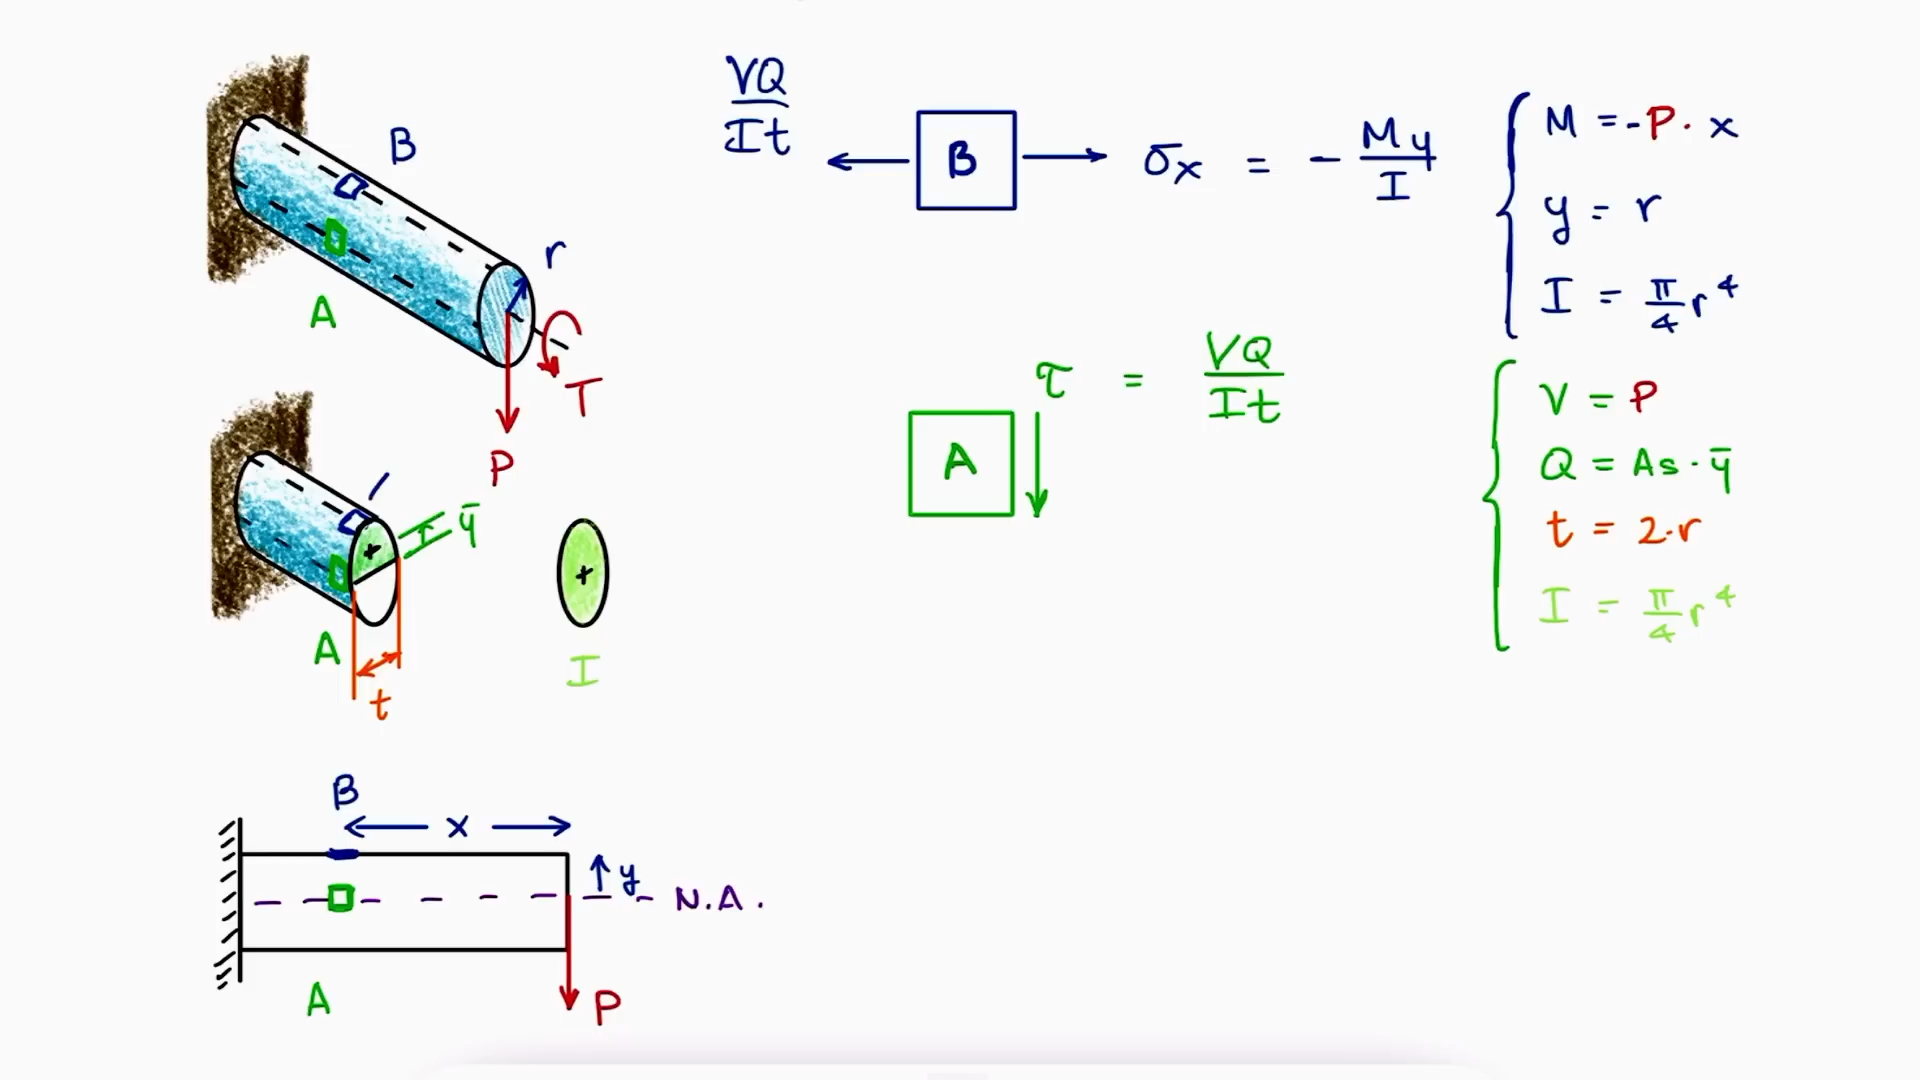 B
r
A
T
P
ȳ
A
t
I
B
x
y
N.A.
A
P
VQ/It
B σx = - My/I
M = -P · x
y = r
I = π/4 r⁴
A τ = VQ/It
V = P
Q = As · ȳ
t = 2·r
I = π/4 r⁴